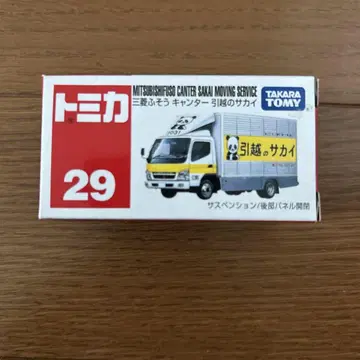 MITSUBISHI FUSO CANTER SAKAI MOVING SERVICE
三菱ふそう キャンター 引越のサカイ
TAKARA
TOMY
トミカ
29
引越のサカイ
サスペンション/後部パネル開閉